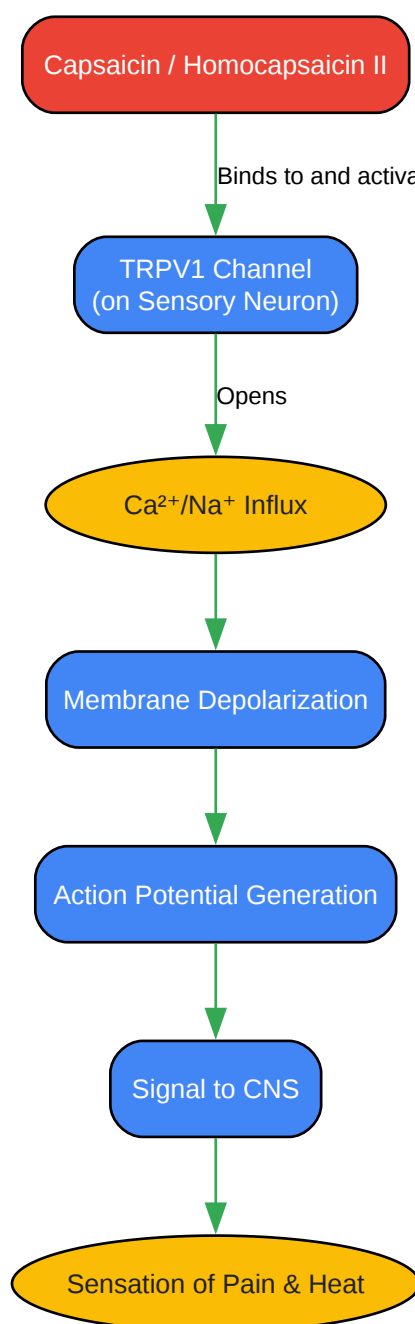 Capsaicin / Homocapsaicin II
Binds to and activa
TRPV1 Channel
(on Sensory Neuron)
Opens
Ca²⁺/Na⁺ Influx
Membrane Depolarization
Action Potential Generation
Signal to CNS
Sensation of Pain & Heat